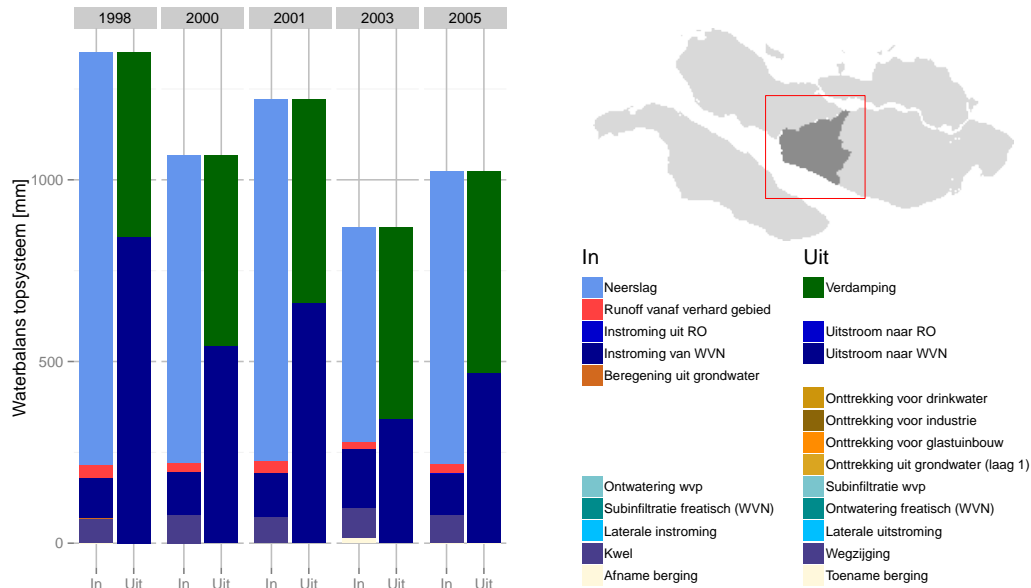 1998 2000 2001 2003 2005
Waterbalans topsysteem [mm]
1000
500
0
In Uit In Uit In Uit In Uit In Uit
In Uit
Neerslag Verdamping
Runoff vanaf verhard gebied
Instroming uit RO Uitstroom naar RO
Instroming van WVN Uitstroom naar WVN
Beregening uit grondwater
Onttrekking voor drinkwater
Onttrekking voor industrie
Onttrekking voor glastuinbouw
Onttrekking uit grondwater (laag 1)
Ontwatering wvp Subinfiltratie wvp
Subinfiltratie freatisch (WVN) Ontwatering freatisch (WVN)
Laterale instroming Laterale uitstroming
Kwel Wegzijging
Afname berging Toename berging